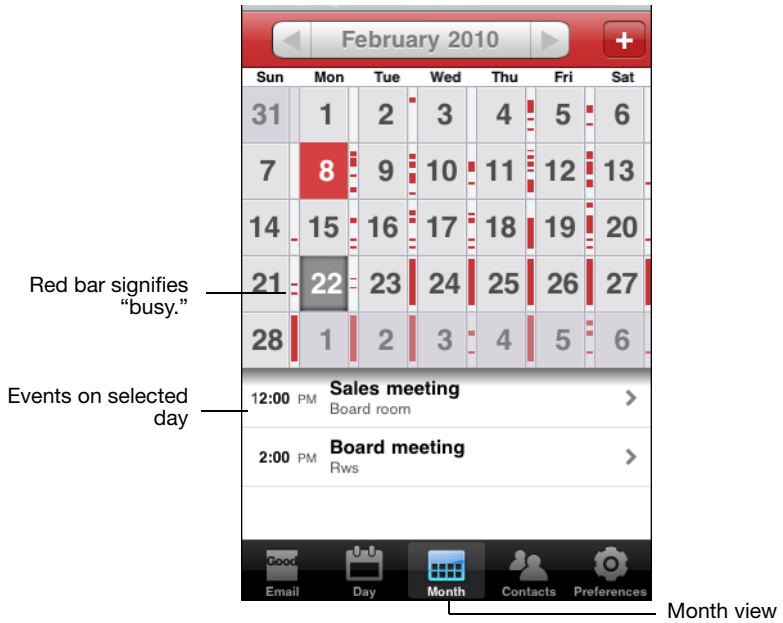 February 2010
+
Sun Mon Tue Wed Thu Fri Sat
31 1 2 3 4 5 6
7 8 9 10 11 12 13
14 15 16 17 18 19 20
21 22 23 24 25 26 27
28 1 2 3 4 5 6
Red bar signifies
“busy.”
Events on selected
day
12:00 PM Sales meeting
Board room
2:00 PM Board meeting
Rws
Good
Email Day Month Contacts Preferences
Month view